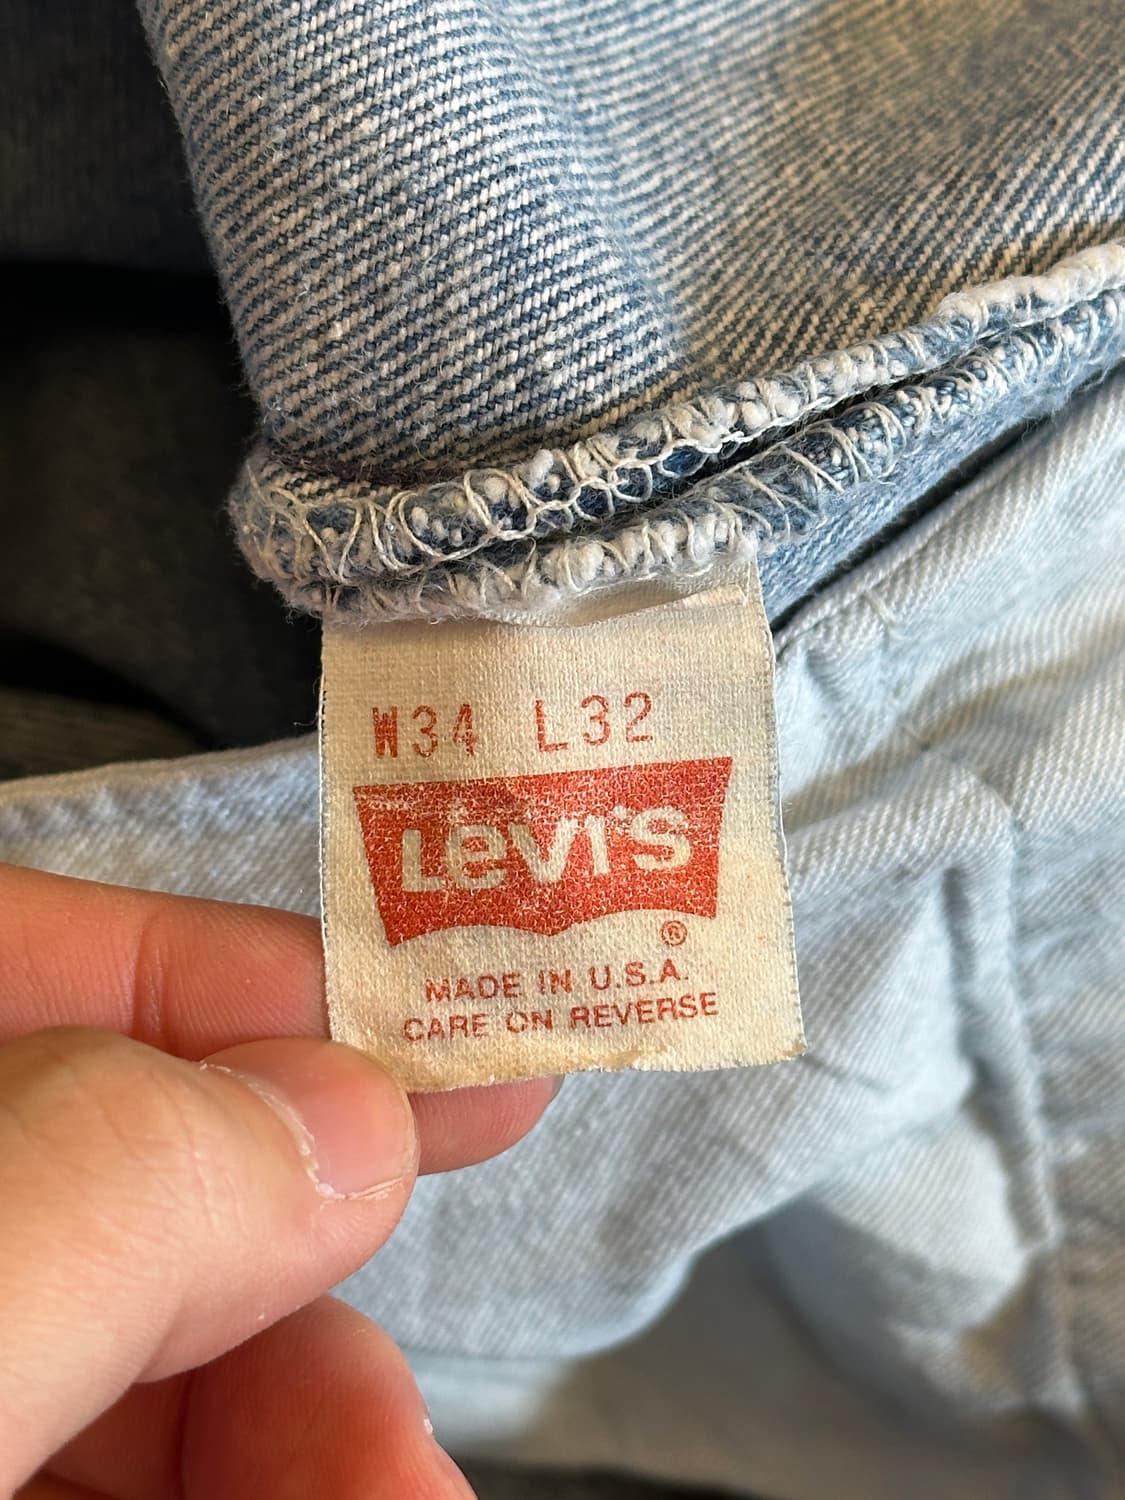 W34 L32
Levi's
®
MADE IN U.S.A.
CARE ON REVERSE